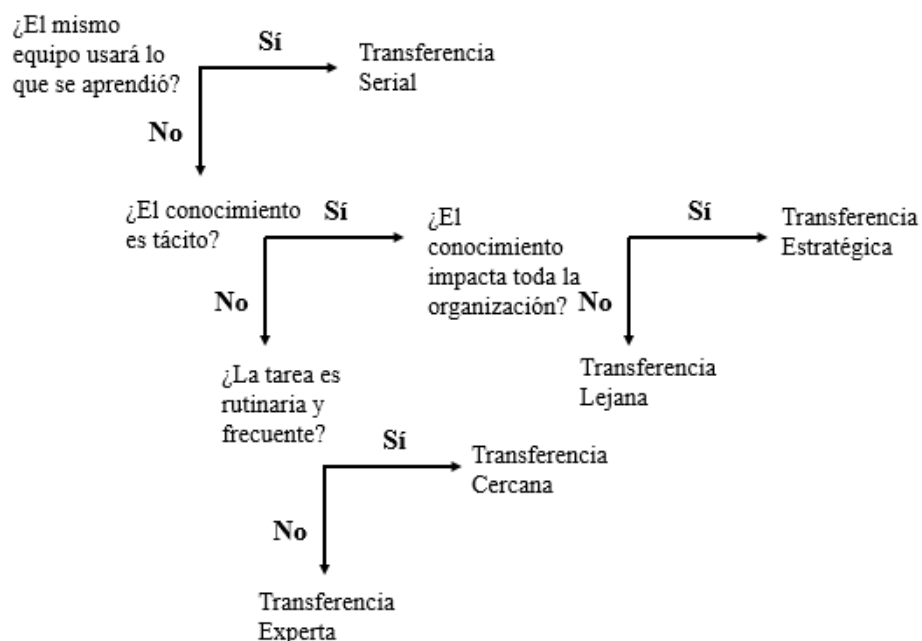 ¿El mismo
equipo usará lo
que se aprendió?
Sí
Transferencia
Serial
No
¿El conocimiento
es tácito?
Sí
¿El
conocimiento
impacta toda la
organización?
Sí
Transferencia
Estratégica
No
No
¿La tarea es
rutinaria y
frecuente?
Transferencia
Lejana
Sí
Transferencia
Cercana
No
Transferencia
Experta